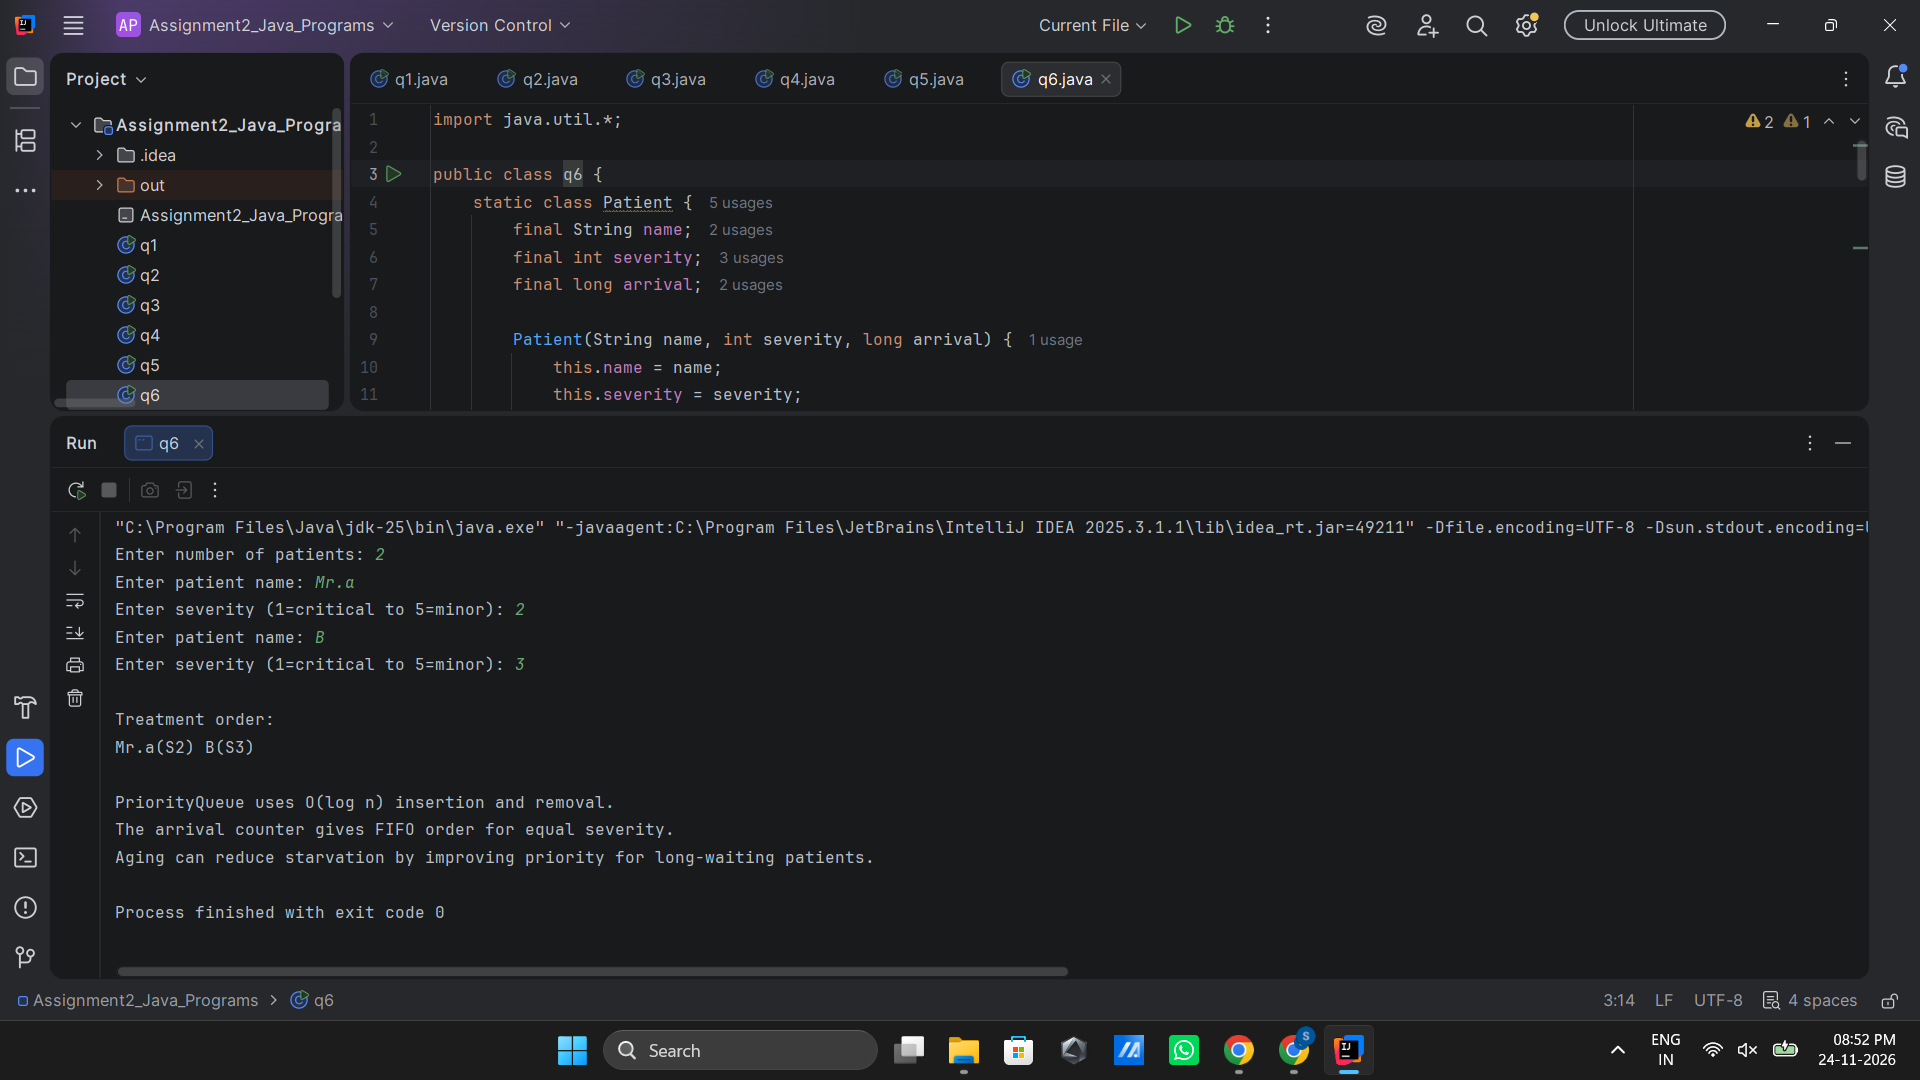 AP Assignment2_Java_Programs Version Control Current File Unlock Ultimate
Project
q1.java q2.java q3.java q4.java q5.java q6.java
Assignment2_Java_Progra
.idea
out
Assignment2_Java_Progra
q1
q2
q3
q4
q5
q6
2 1
1 import java.util.*;
2
3 public class q6 {
4 static class Patient { 5 usages
5 final String name; 2 usages
6 final int severity; 3 usages
7 final long arrival; 2 usages
8
9 Patient(String name, int severity, long arrival) { 1 usage
10 this.name = name;
11 this.severity = severity;
Run q6
"C:\Program Files\Java\jdk-25\bin\java.exe" "-javaagent:C:\Program Files\JetBrains\IntelliJ IDEA 2025.3.1.1\lib\idea_rt.jar=49211" -Dfile.encoding=UTF-8 -Dsun.stdout.encoding=
Enter number of patients: 2
Enter patient name: Mr.a
Enter severity (1=critical to 5=minor): 2
Enter patient name: B
Enter severity (1=critical to 5=minor): 3
Treatment order:
Mr.a(S2) B(S3)
PriorityQueue uses O(log n) insertion and removal.
The arrival counter gives FIFO order for equal severity.
Aging can reduce starvation by improving priority for long-waiting patients.
Process finished with exit code 0
Assignment2_Java_Programs > q6 3:14 LF UTF-8 4 spaces
Search
S
IJ
ENG
IN
08:52 PM
24-11-2026